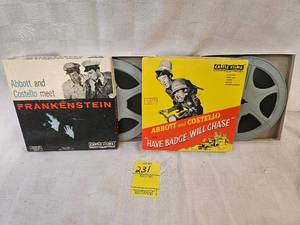 Abbott and
Costello meet
FRANKENSTEIN
CASTLE FILMS
ABBOTT and COSTELLO
"HAVE BADGE, WILL CHASE"
231